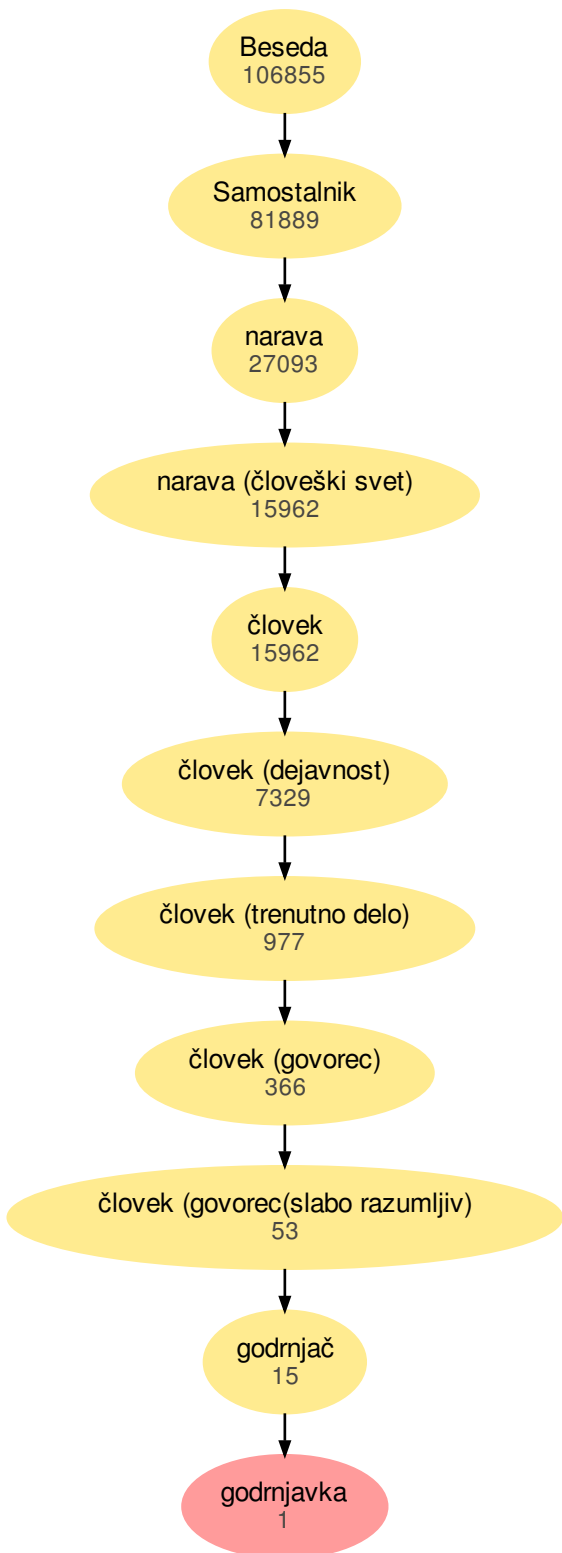 Beseda
106855
Samostalnik
81889
narava
27093
narava (človeški svet)
15962
človek
15962
človek (dejavnost)
7329
človek (trenutno delo)
977
človek (govorec)
366
človek (govorec(slabo razumljiv)
53
godrnjač
15
godrnjavka
1